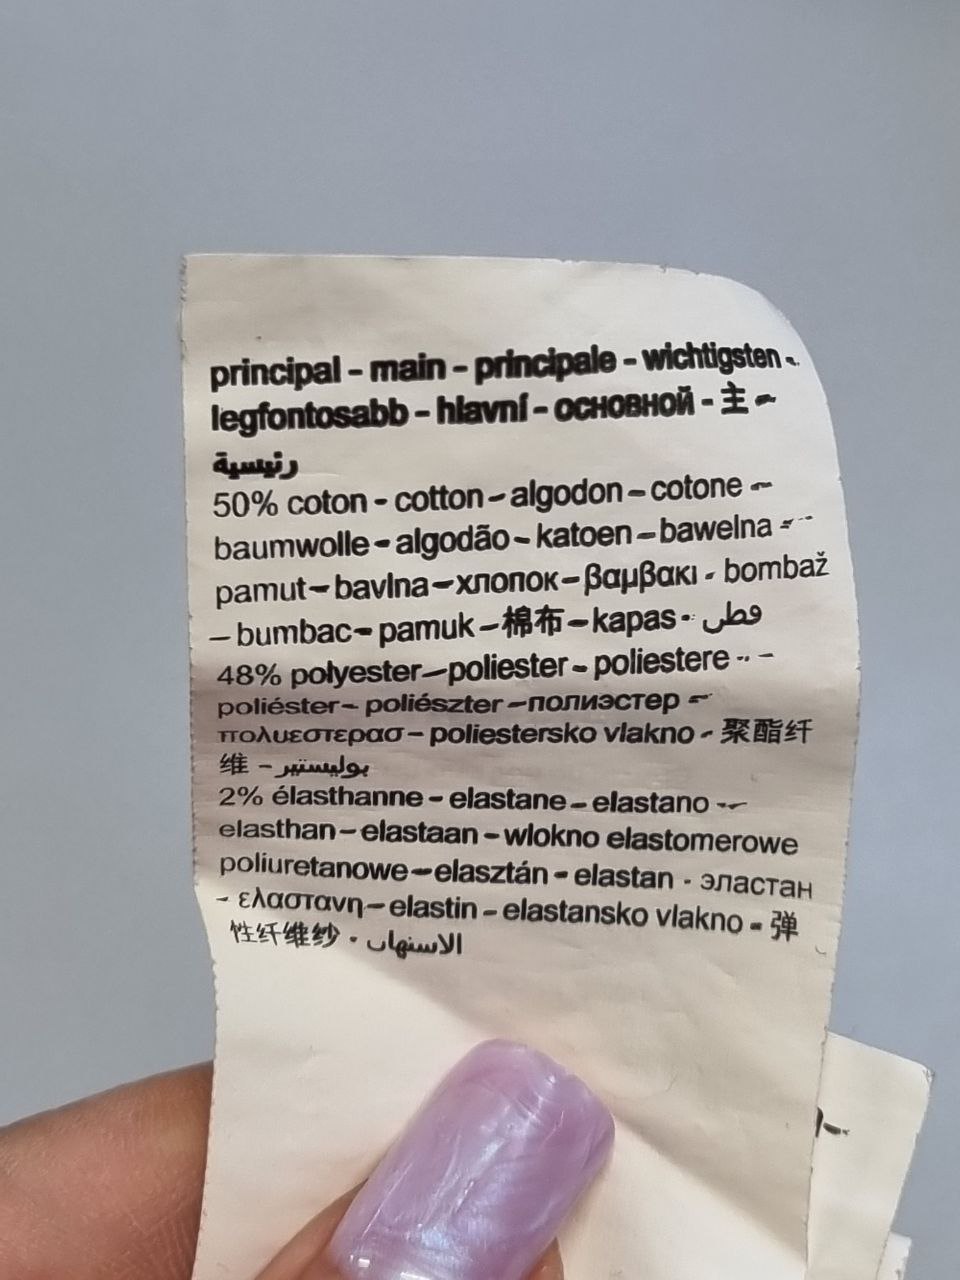 principal - main - principale - wichtigsten -
legfontosabb - hlavní - основной - 主 -
رئيسية
50% coton - cotton - algodon - cotone -
baumwolle - algodão - katoen - bawelna -
pamut - bavlna - хлопок - βαμβακι - bombaž
- bumbac - pamuk - 棉布 - kapas - قطن
48% polyester - poliester - poliestere - -
poliéster - poliészter - полиэстер -
πολυεστερασ - poliestersko vlakno - 聚酯纤
维 - بوليستير
2% élasthanne - elastane - elastano -
elasthan - elastaan - wlokno elastomerowe
poliuretanowe - elasztán - elastan - эластан
- ελαστανη - elastin - elastansko vlakno - 弹
性纤维纱 -